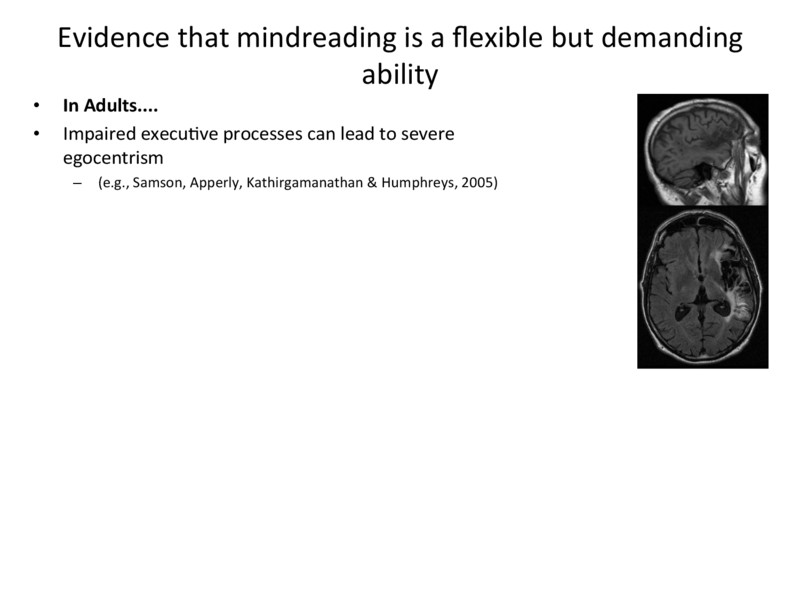 Evidence that mindreading is a flexible but demanding
ability
• In Adults....
• Impaired executive processes can lead to severe
egocentrism
– (e.g., Samson, Apperly, Kathirgamanathan & Humphreys, 2005)